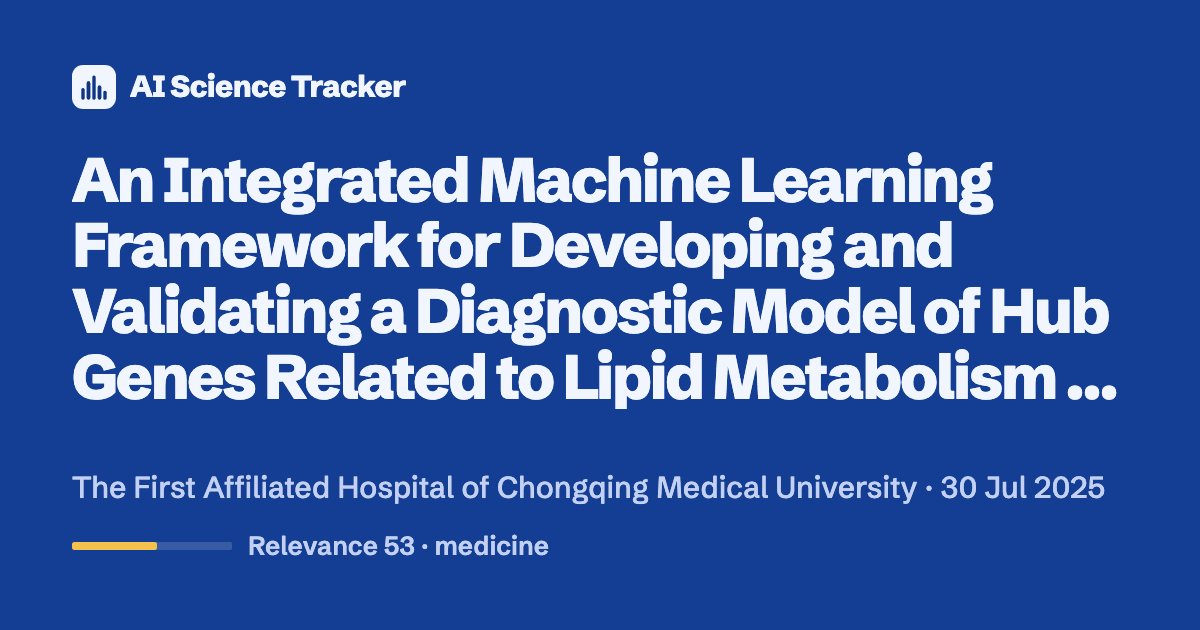 AI Science Tracker
An Integrated Machine Learning
Framework for Developing and
Validating a Diagnostic Model of Hub
Genes Related to Lipid Metabolism ...
The First Affiliated Hospital of Chongqing Medical University · 30 Jul 2025
Relevance 53 · medicine